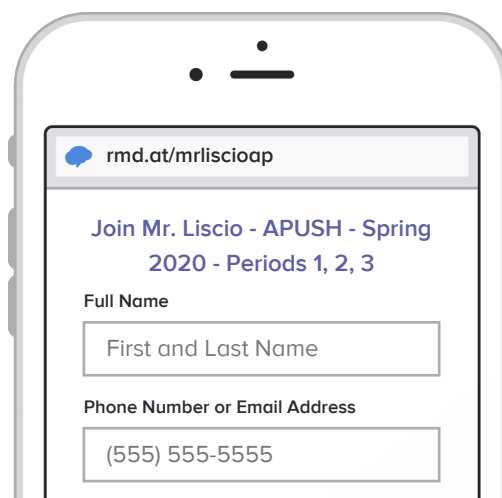 rmd.at/mrliscioap
Join Mr. Liscio - APUSH - Spring
2020 - Periods 1, 2, 3
Full Name
First and Last Name
Phone Number or Email Address
(555) 555-5555